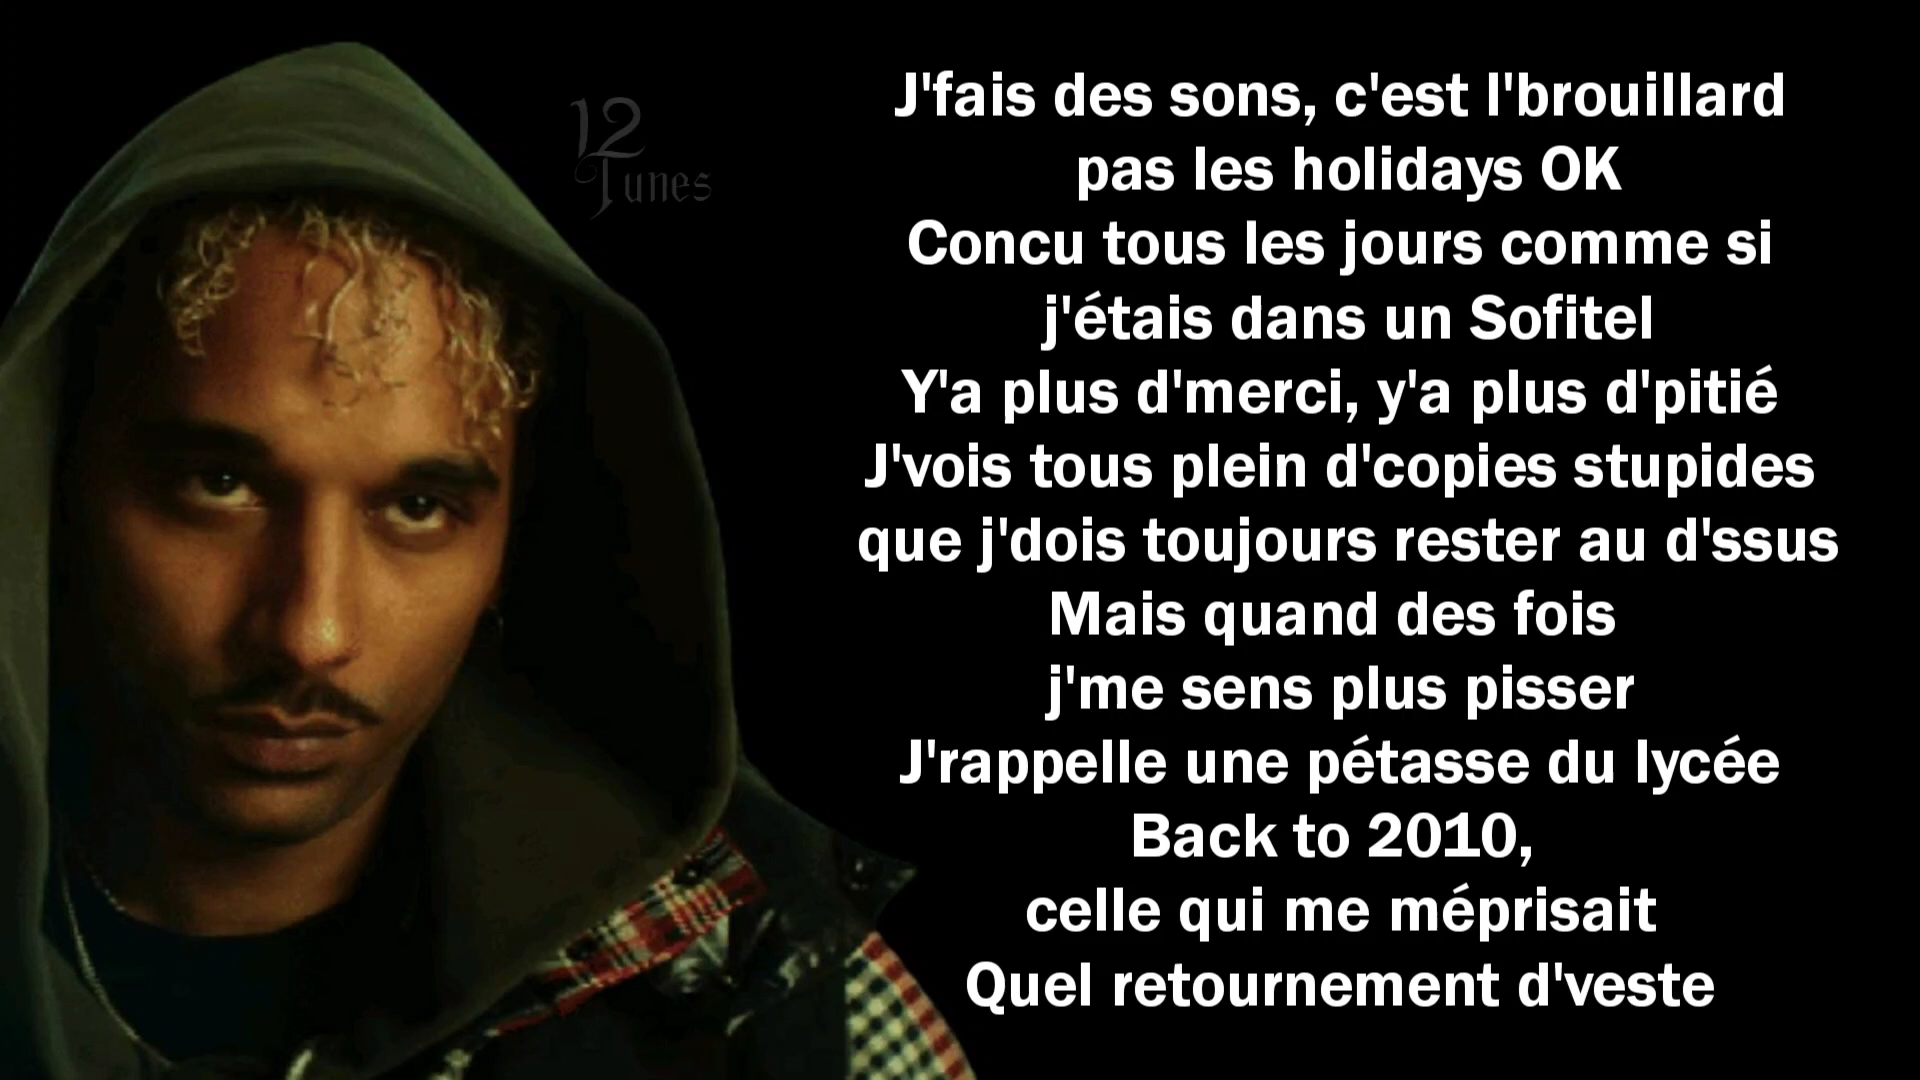 12
Tunes
J'fais des sons, c'est l'brouillard
pas les holidays OK
Concu tous les jours comme si
j'étais dans un Sofitel
Y'a plus d'merci, y'a plus d'pitié
J'vois tous plein d'copies stupides
que j'dois toujours rester au d'ssus
Mais quand des fois
j'me sens plus pisser
J'rappelle une pétasse du lycée
Back to 2010,
celle qui me méprisait
Quel retournement d'veste